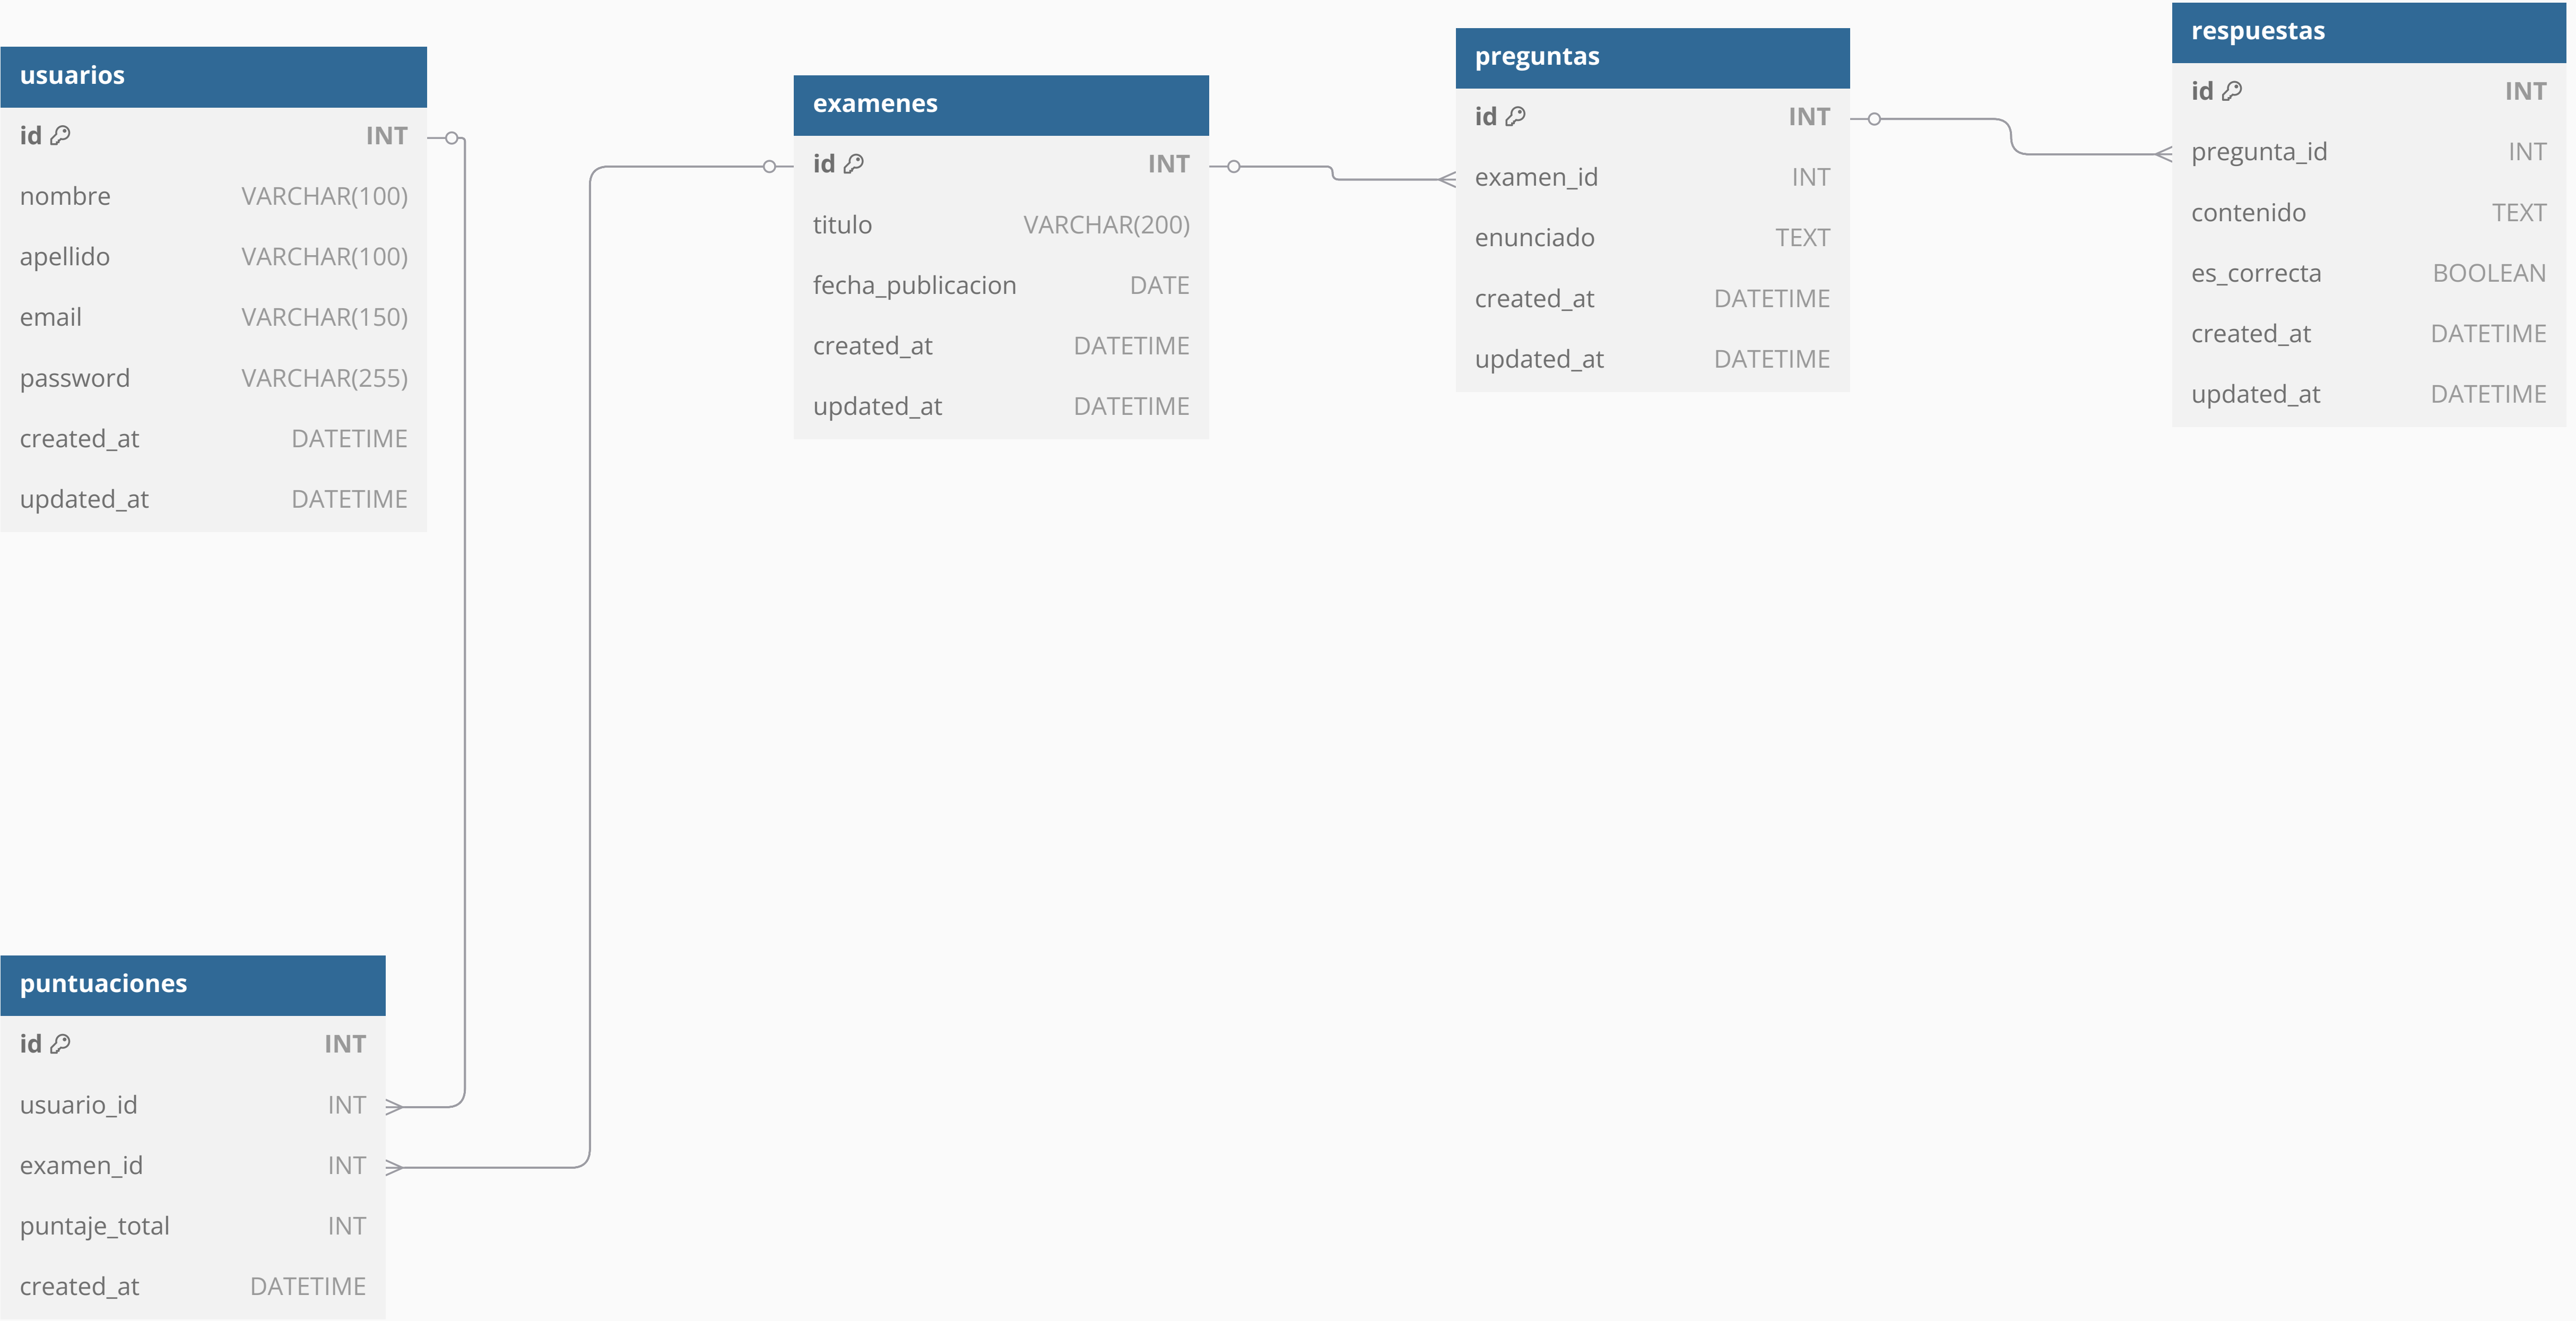 usuarios
id INT
nombre VARCHAR(100)
apellido VARCHAR(100)
email VARCHAR(150)
password VARCHAR(255)
created_at DATETIME
updated_at DATETIME
examenes
id INT
titulo VARCHAR(200)
fecha_publicacion DATE
created_at DATETIME
updated_at DATETIME
preguntas
id INT
examen_id INT
enunciado TEXT
created_at DATETIME
updated_at DATETIME
respuestas
id INT
pregunta_id INT
contenido TEXT
es_correcta BOOLEAN
created_at DATETIME
updated_at DATETIME
puntuaciones
id INT
usuario_id INT
examen_id INT
puntaje_total INT
created_at DATETIME